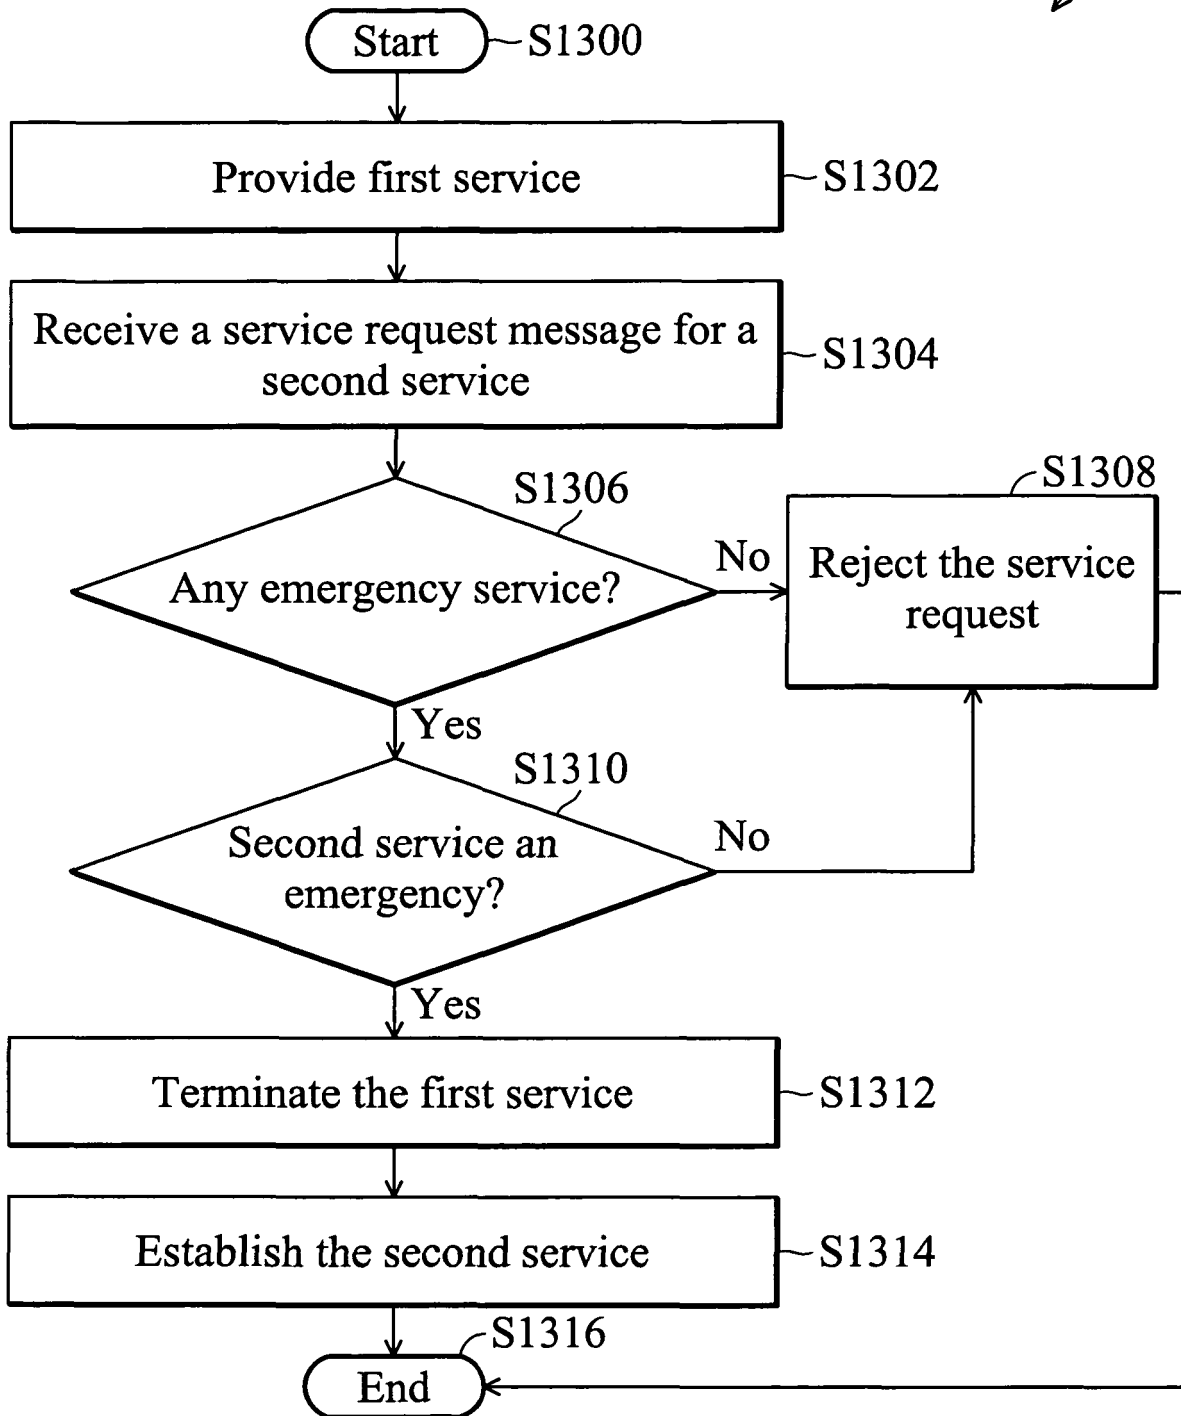 Start
S1300
Provide first service
S1302
Receive a service request message for a
second service
S1304
S1306
Any emergency service?
No
S1308
Reject the service
request
Yes
S1310
Second service an
emergency?
No
Yes
Terminate the first service
S1312
Establish the second service
S1314
S1316
End